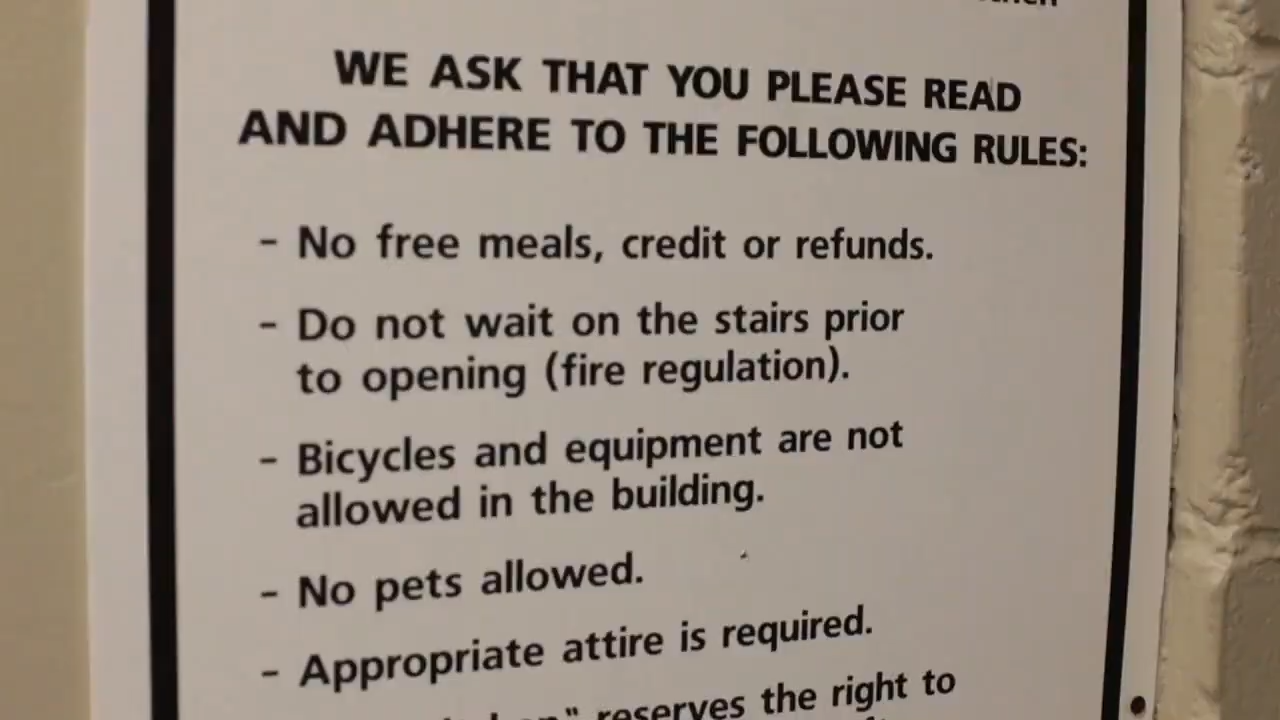 WE ASK THAT YOU PLEASE READ
AND ADHERE TO THE FOLLOWING RULES:
- No free meals, credit or refunds.
- Do not wait on the stairs prior
to opening (fire regulation).
- Bicycles and equipment are not
allowed in the building.
- No pets allowed.
- Appropriate attire is required.
reserves the right to